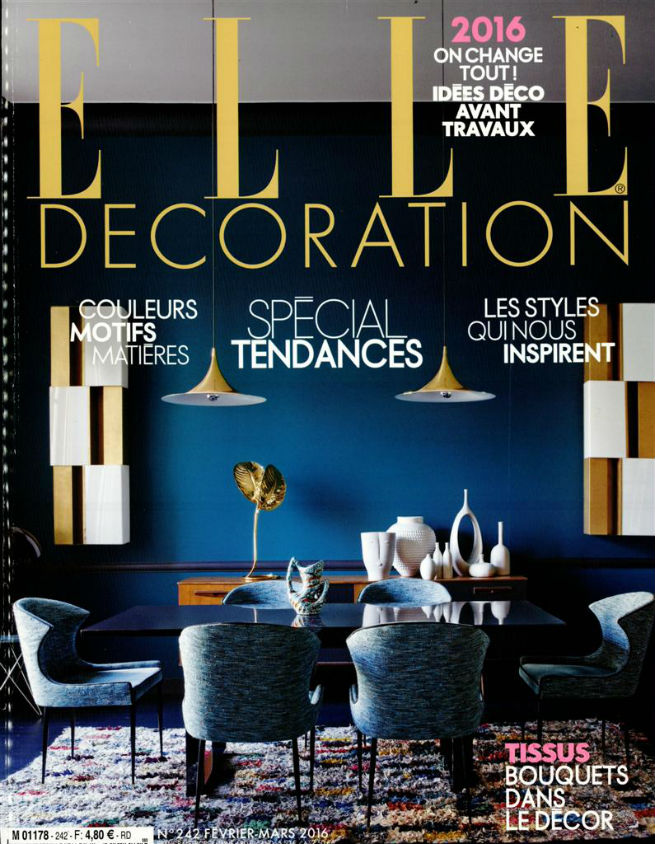 ELLE
DECORATION
®
2016
ON CHANGE
TOUT !
IDÉES DÉCO
AVANT
TRAVAUX
COULEURS
MOTIFS
MATIÈRES
SPÉCIAL
TENDANCES
LES STYLES
QUI NOUS
INSPIRENT
TISSUS
BOUQUETS
DANS
LE DÉCOR
M 01178 - 242 - F: 4,80 € - RD
N° 242 FÉVRIER-MARS 2016